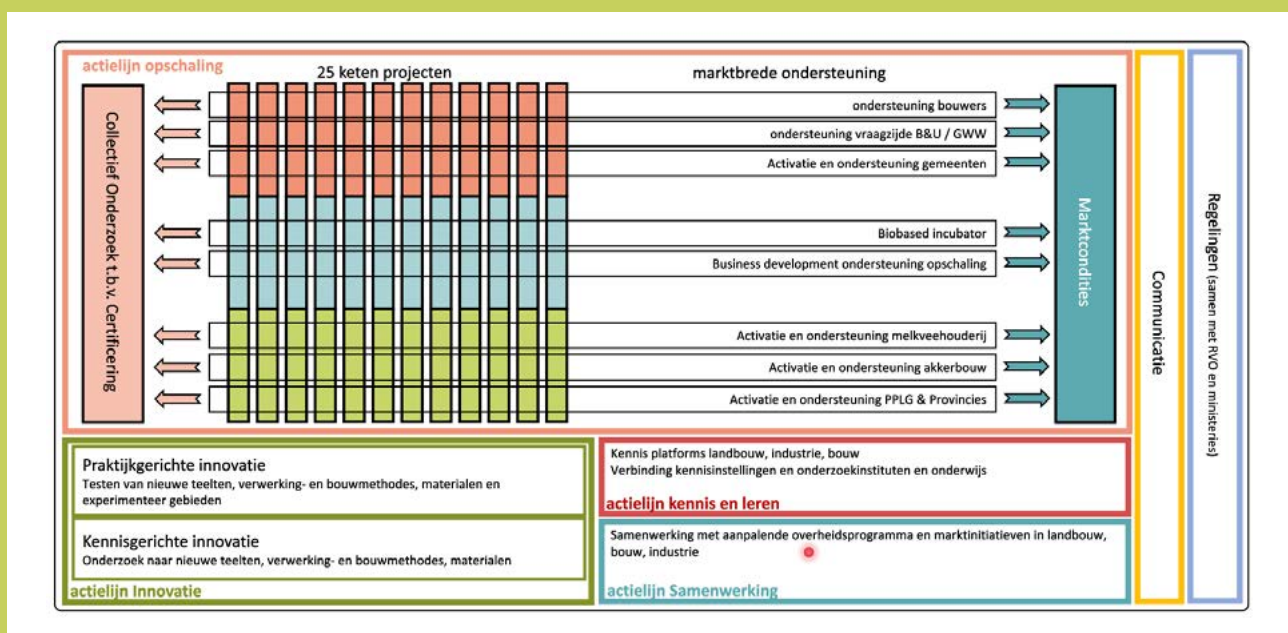 actielijn opschaling
25 keten projecten
marktbrede ondersteuning
Collectief Onderzoek t.b.v. Certificering
ondersteuning bouwers
ondersteuning vraagzijde B&U / GWW
Activatie en ondersteuning gemeenten
Biobased incubator
Business development ondersteuning opschaling
Activatie en ondersteuning melkveehouderij
Activatie en ondersteuning akkerbouw
Activatie en ondersteuning PPLG & Provincies
Marktcondities
Communicatie
Regelingen (samen met RVO en ministeries)
Praktijkgerichte innovatie
Testen van nieuwe teelten, verwerking- en bouwmethodes, materialen en
experimenteer gebieden
Kennisgerichte innovatie
Onderzoek naar nieuwe teelten, verwerking- en bouwmethodes, materialen
actielijn Innovatie
Kennis platforms landbouw, industrie, bouw
Verbinding kennisinstellingen en onderzoekinstituten en onderwijs
actielijn kennis en leren
Samenwerking met aanpalende overheidsprogramma en marktinitiatieven in landbouw,
bouw, industrie
actielijn Samenwerking